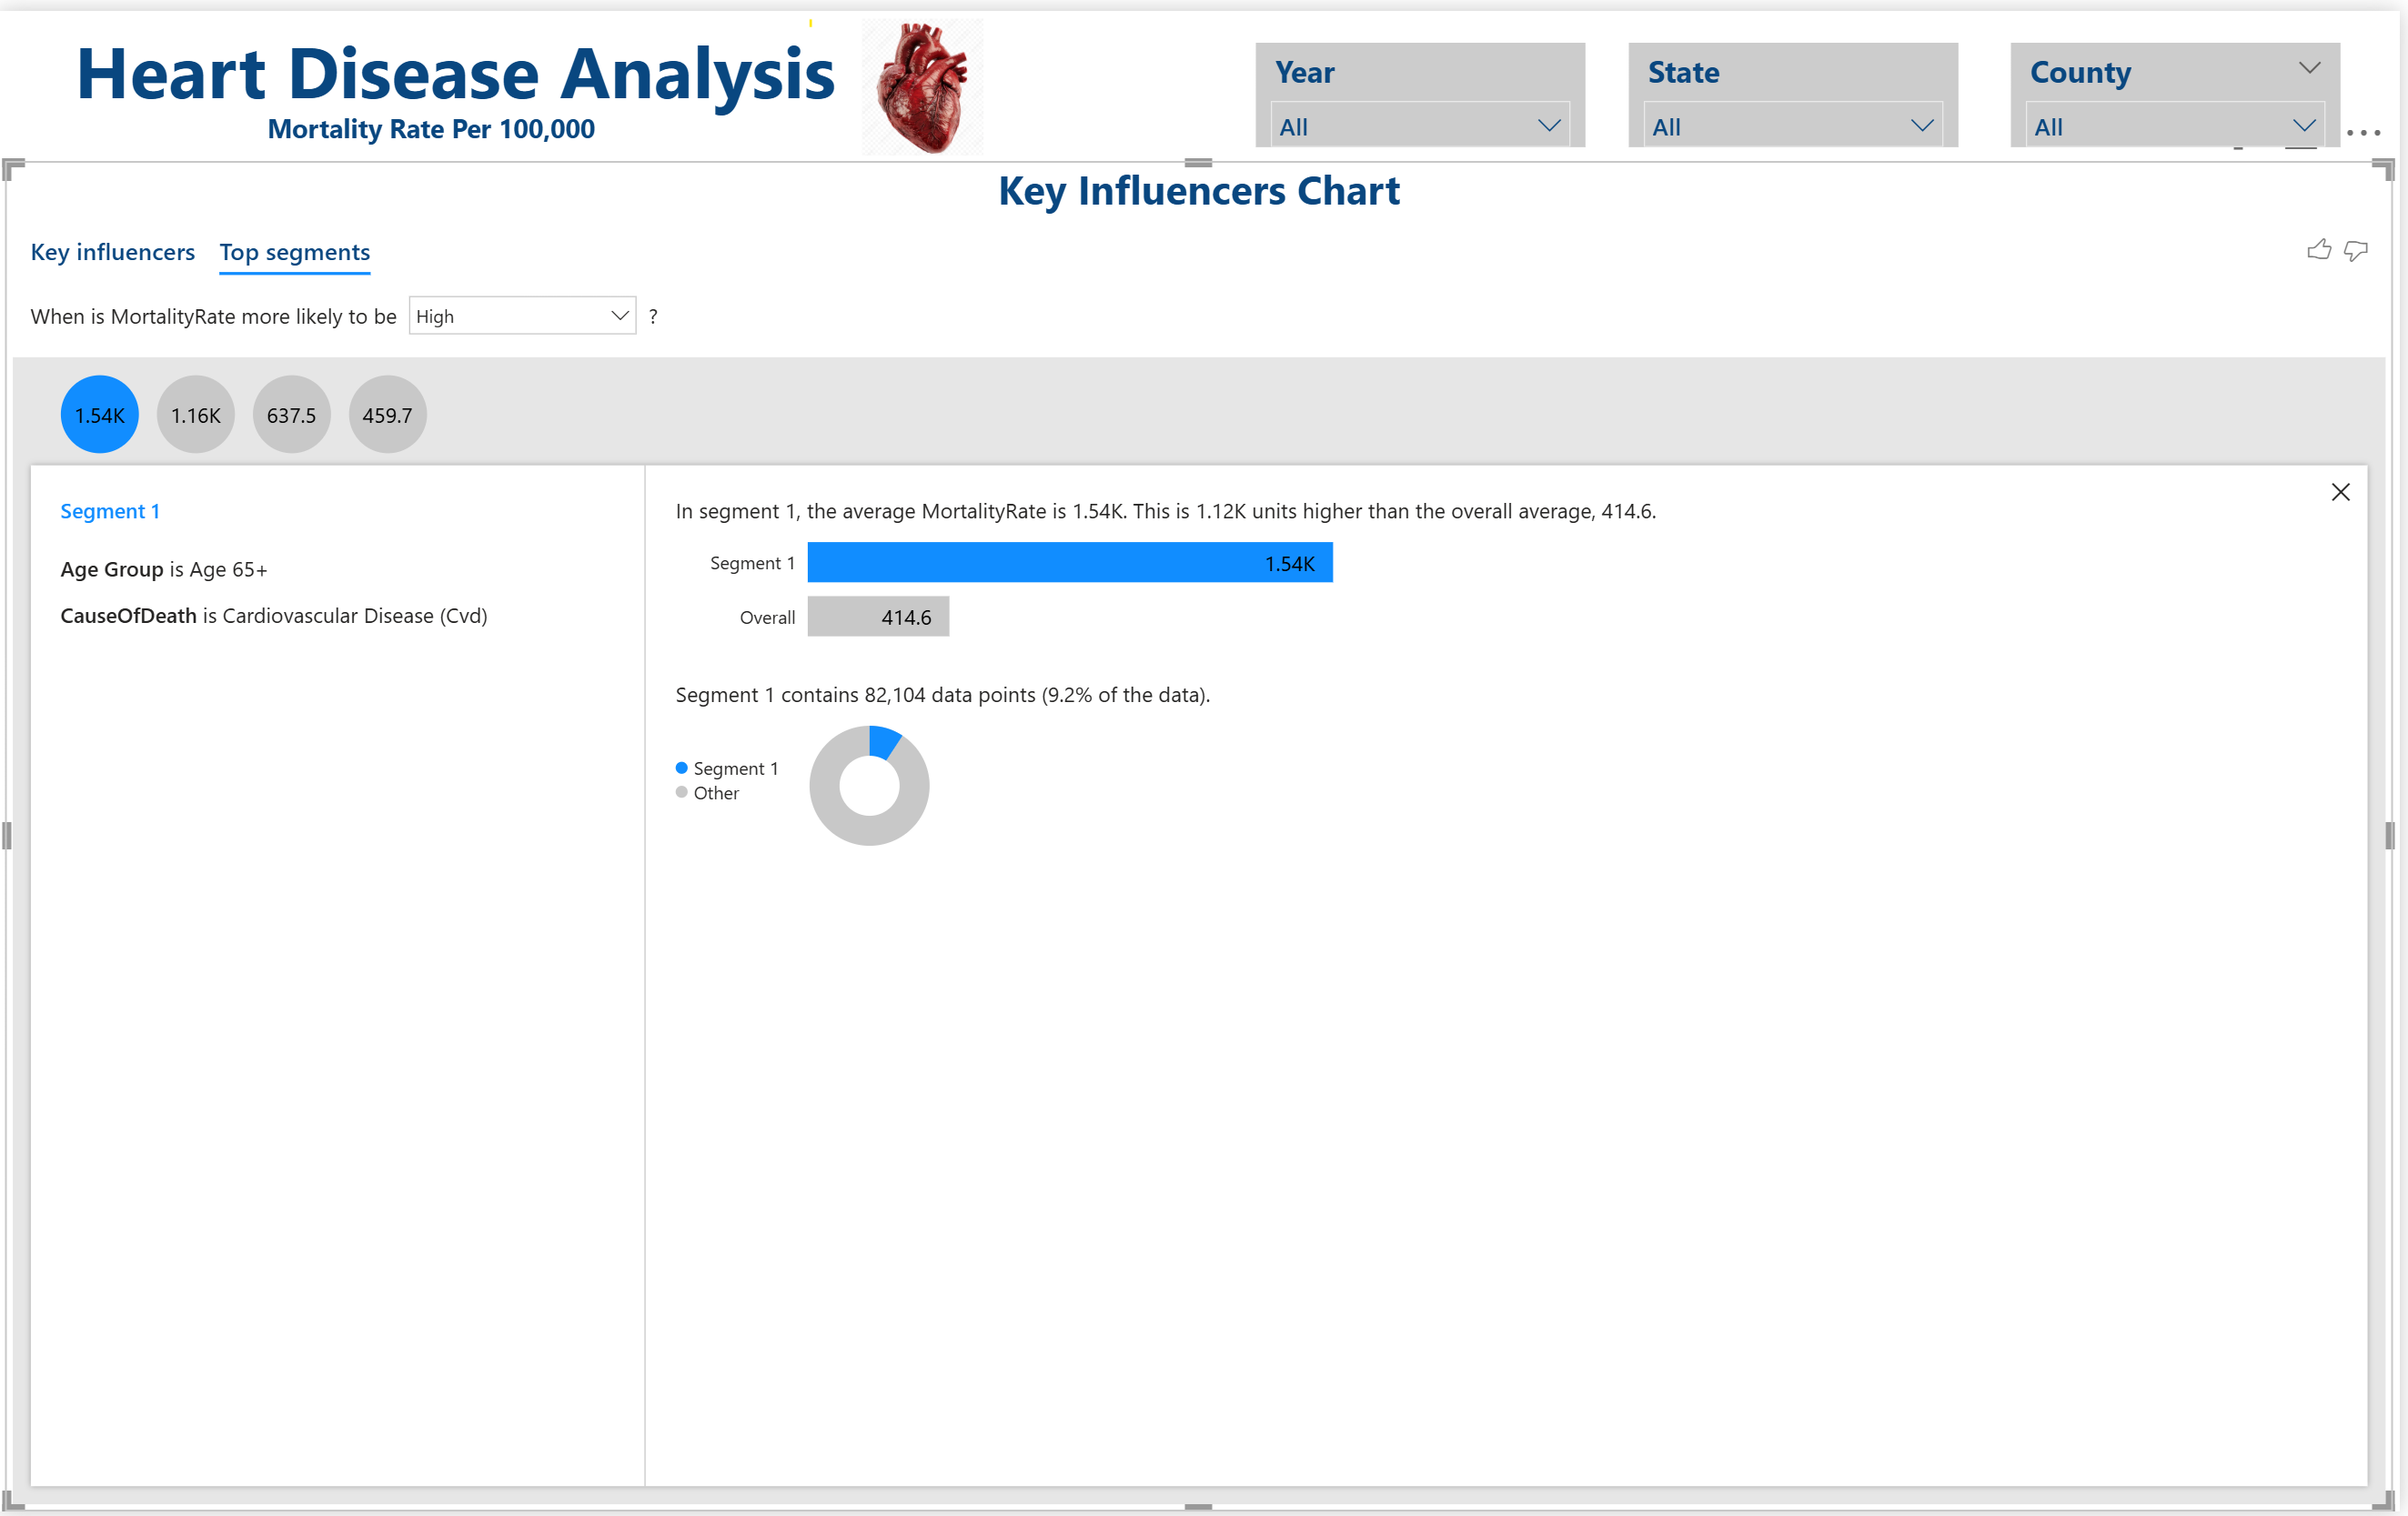 Heart Disease Analysis
Mortality Rate Per 100,000
Year
All
State
All
County
All
Key Influencers Chart
Key influencers Top segments
When is MortalityRate more likely to be High ?
1.54K 1.16K 637.5 459.7
Segment 1
Age Group is Age 65+
CauseOfDeath is Cardiovascular Disease (Cvd)
In segment 1, the average MortalityRate is 1.54K. This is 1.12K units higher than the overall average, 414.6.
Segment 1 1.54K
Overall 414.6
Segment 1 contains 82,104 data points (9.2% of the data).
Segment 1
Other